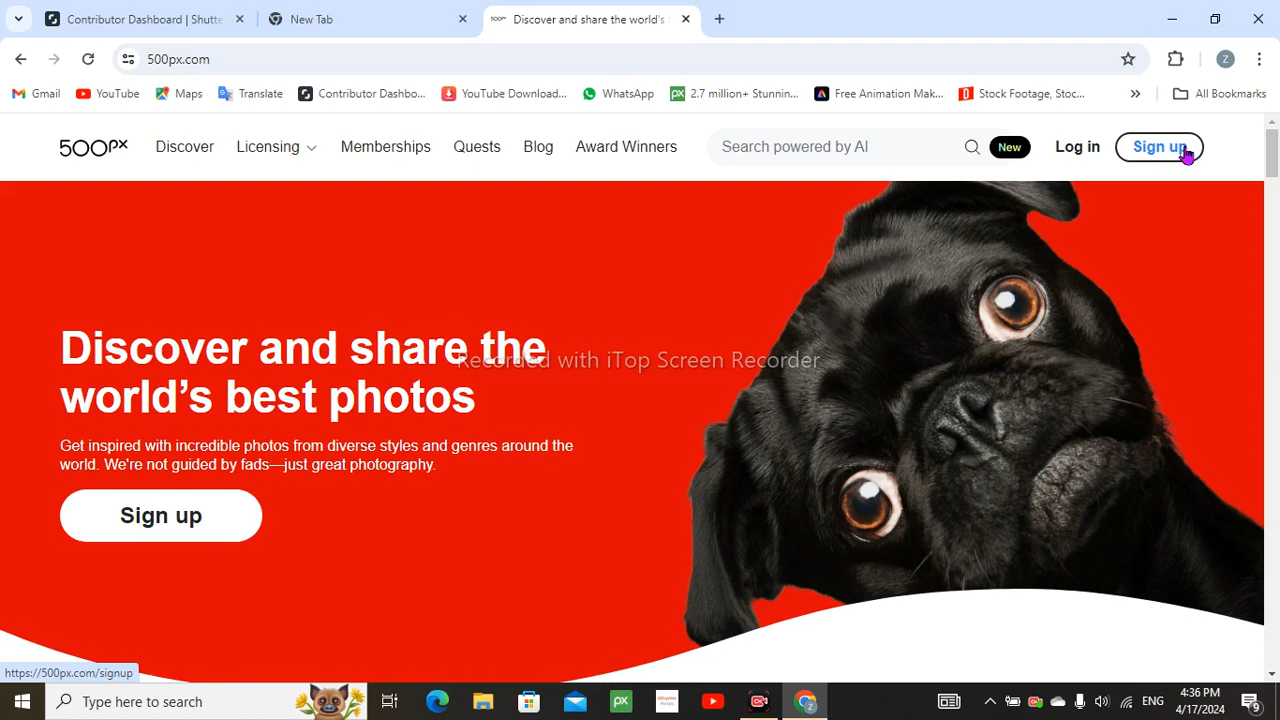 Contributor Dashboard | Shutte
New Tab
500px Discover and share the world's
500px.com
Z
Gmail
YouTube
Maps
Translate
Contributor Dashbo...
YouTube Download...
WhatsApp
2.7 million+ Stunnin...
Free Animation Mak...
Stock Footage, Stoc...
»
All Bookmarks
500px
Discover
Licensing
Memberships
Quests
Blog
Award Winners
Search powered by AI
New
Log in
Sign up
Discover and share the
world's best photos
Recorded with iTop Screen Recorder
Get inspired with incredible photos from diverse styles and genres around the
world. We're not guided by fads—just great photography.
Sign up
https://500px.com/signup
Type here to search
ENG
4:36 PM
4/17/2024
9